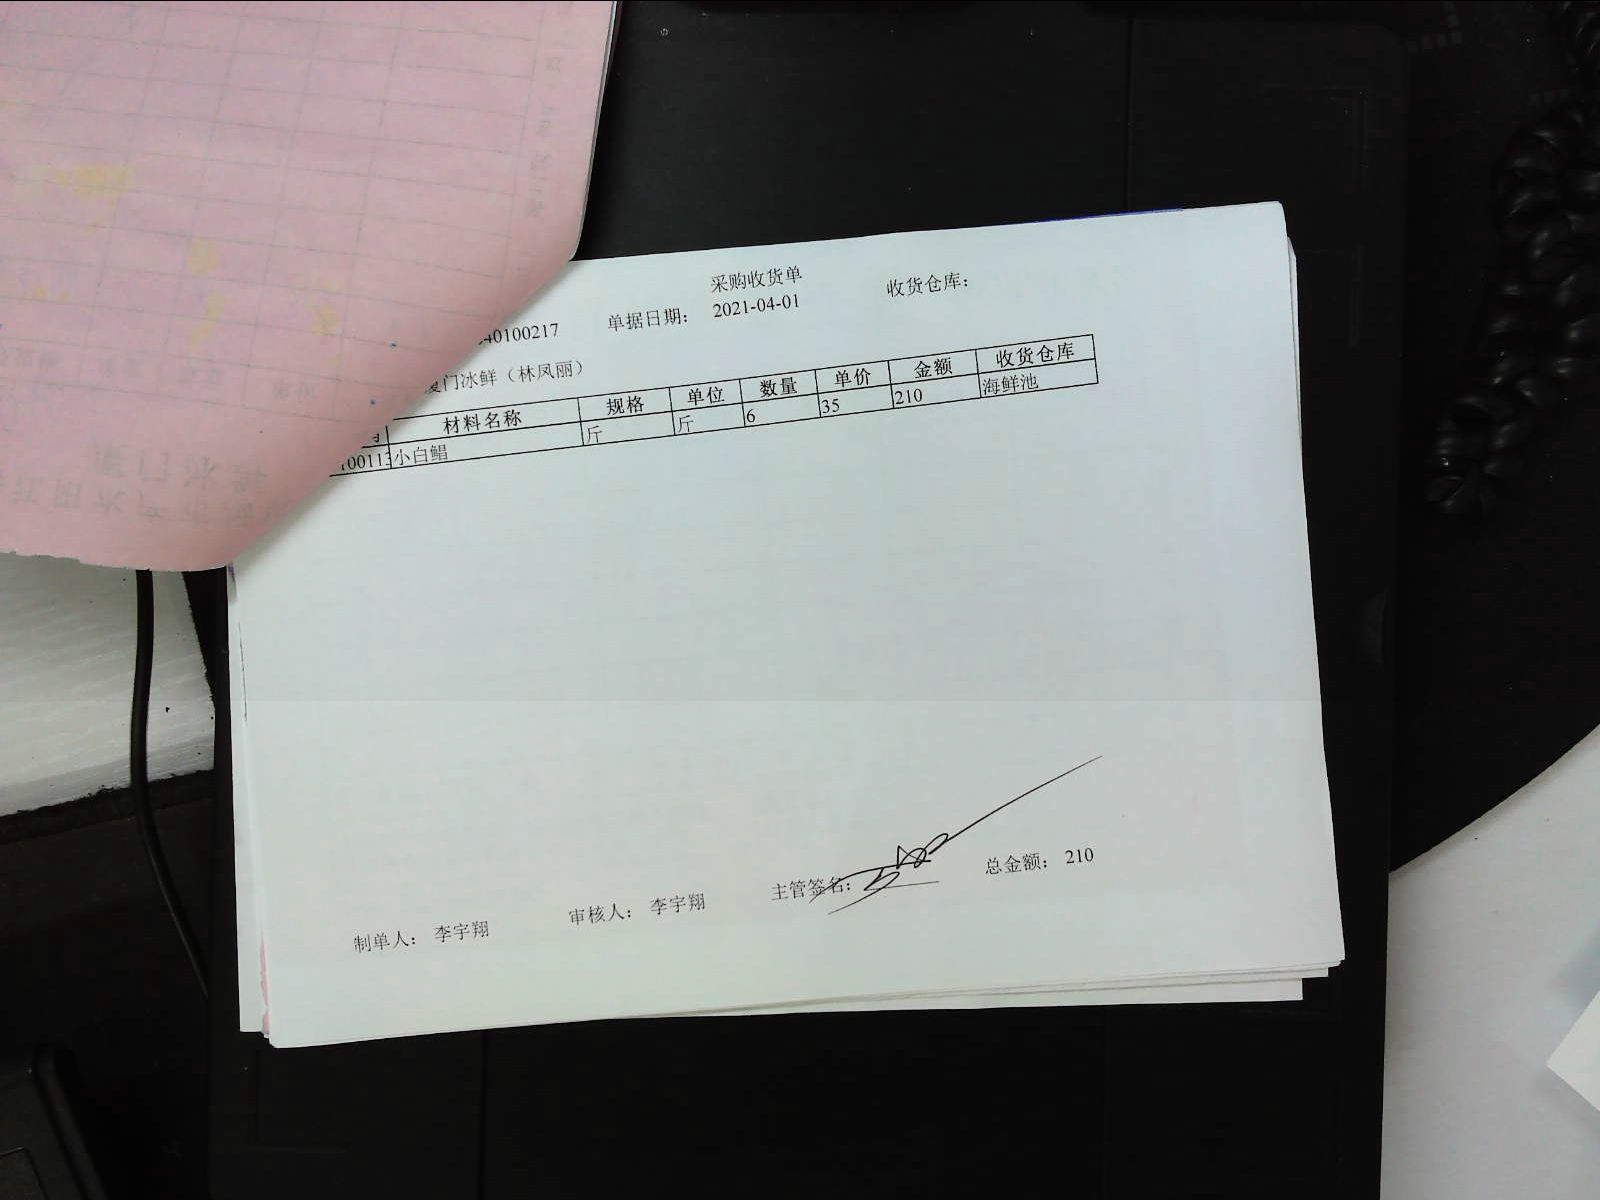 采购收货单
40100217 单据日期： 2021-04-01 收货仓库：
厦门冰鲜（林凤丽）
材料名称 规格 单位 数量 单价 金额 收货仓库
10011 小白鲳 斤 斤 6 35 210 海鲜池
制单人： 李宇翔 审核人： 李宇翔 主管签名： 总金额： 210